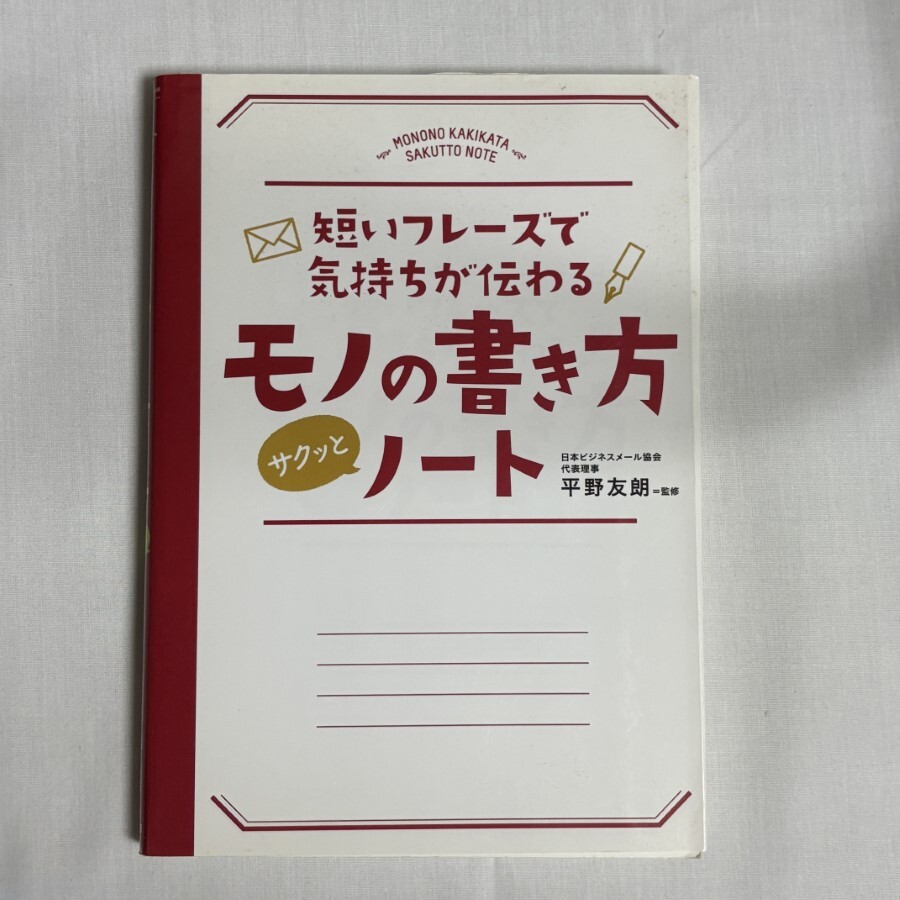 MONONO KAKIKATA
SAKUTTO NOTE
短いフレーズで
気持ちが伝わる
モノの書き方
サクッと
ノート
日本ビジネスメール協会
代表理事
平野友朗=監修